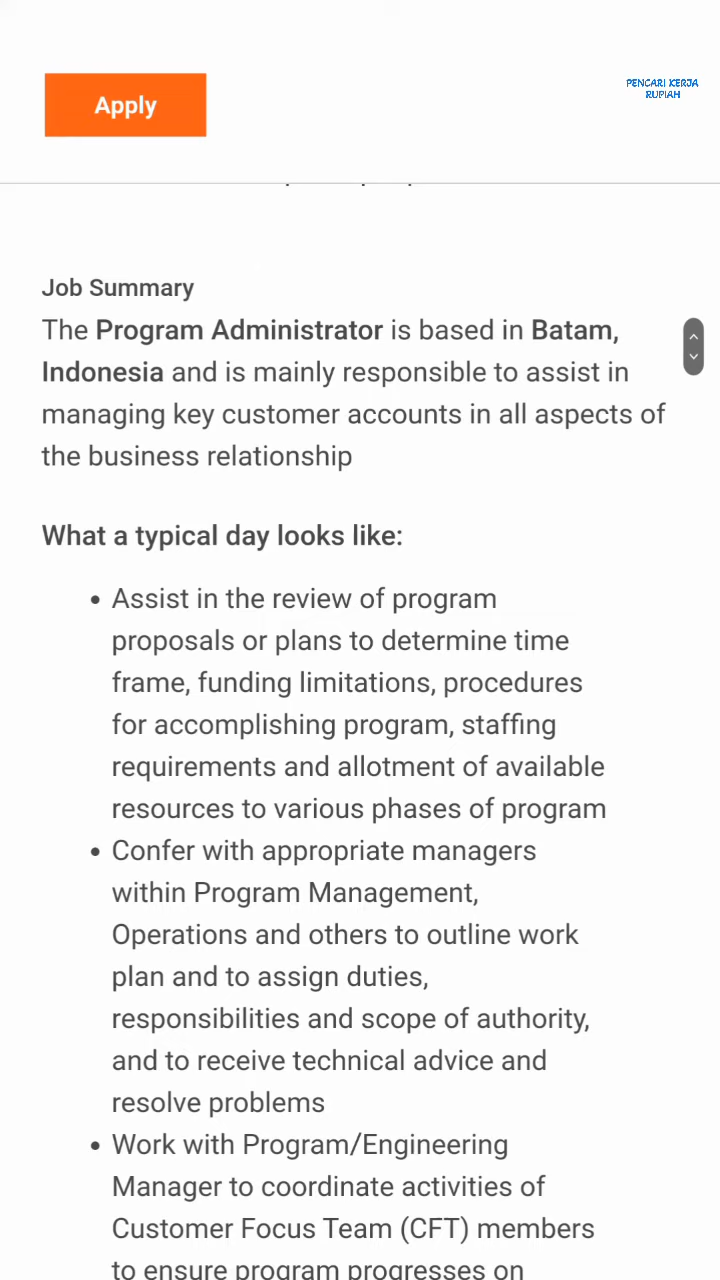 Apply
PENCARI KERJA
RUPIAH
Job Summary
The Program Administrator is based in Batam,
Indonesia and is mainly responsible to assist in
managing key customer accounts in all aspects of
the business relationship
What a typical day looks like:
• Assist in the review of program
proposals or plans to determine time
frame, funding limitations, procedures
for accomplishing program, staffing
requirements and allotment of available
resources to various phases of program
• Confer with appropriate managers
within Program Management,
Operations and others to outline work
plan and to assign duties,
responsibilities and scope of authority,
and to receive technical advice and
resolve problems
• Work with Program/Engineering
Manager to coordinate activities of
Customer Focus Team (CFT) members
to ensure program progresses on